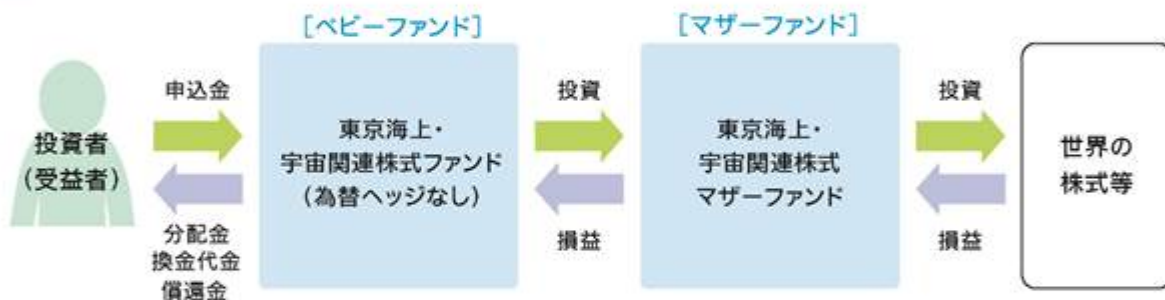 [ベビーファンド]
[マザーファンド]
投資者
(受益者)
申込金
分配金
換金代金
償還金
東京海上・
宇宙関連株式ファンド
(為替ヘッジなし)
投資
損益
東京海上・
宇宙関連株式
マザーファンド
投資
損益
世界の
株式等